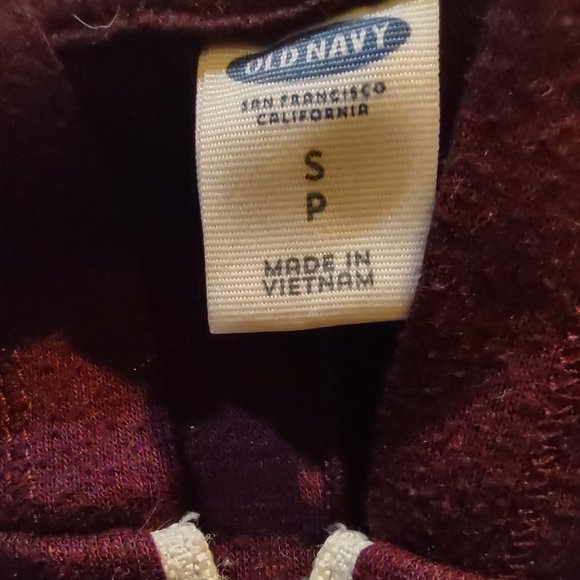 OLD NAVY
SAN FRANCISCO
CALIFORNIA
S
P
MADE IN
VIETNAM